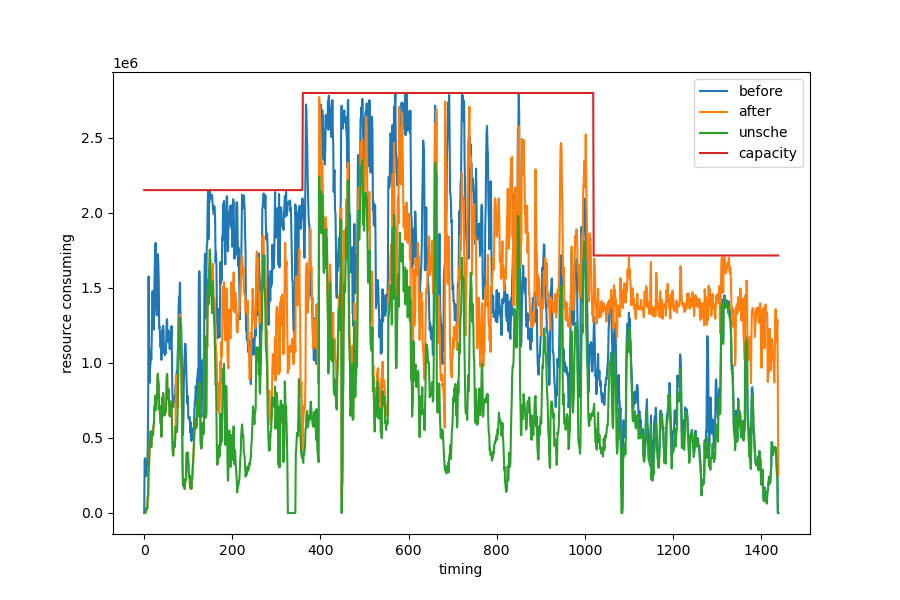 1e6
before
after
unsche
capacity
2.5
2.0
1.5
1.0
0.5
0.0
resource consuming
0 200 400 600 800 1000 1200 1400
timing